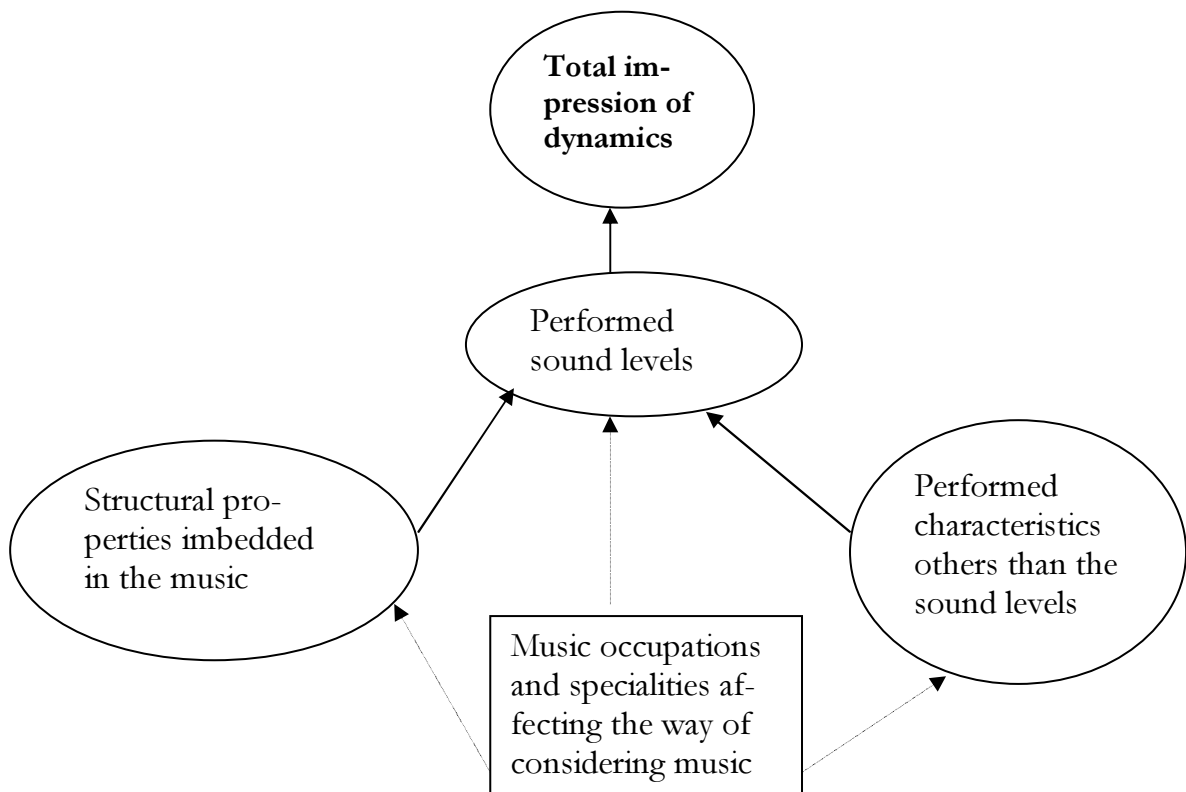 Total im-
pression of
dynamics
Performed
sound levels
Structural pro-
perties imbedded
in the music
Performed
characteristics
others than the
sound levels
Music occupations
and specialities af-
fecting the way of
considering music